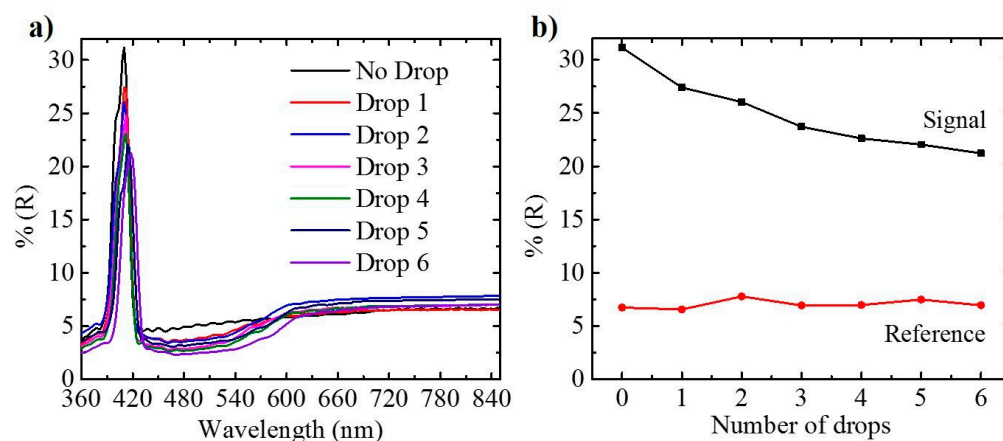 a)
% (R)
30
25
20
15
10
5
0
360 420 480 540 600 660 720 780 840
Wavelength (nm)
No Drop
Drop 1
Drop 2
Drop 3
Drop 4
Drop 5
Drop 6
b)
% (R)
30
25
20
15
10
5
0
0 1 2 3 4 5 6
Number of drops
Signal
Reference